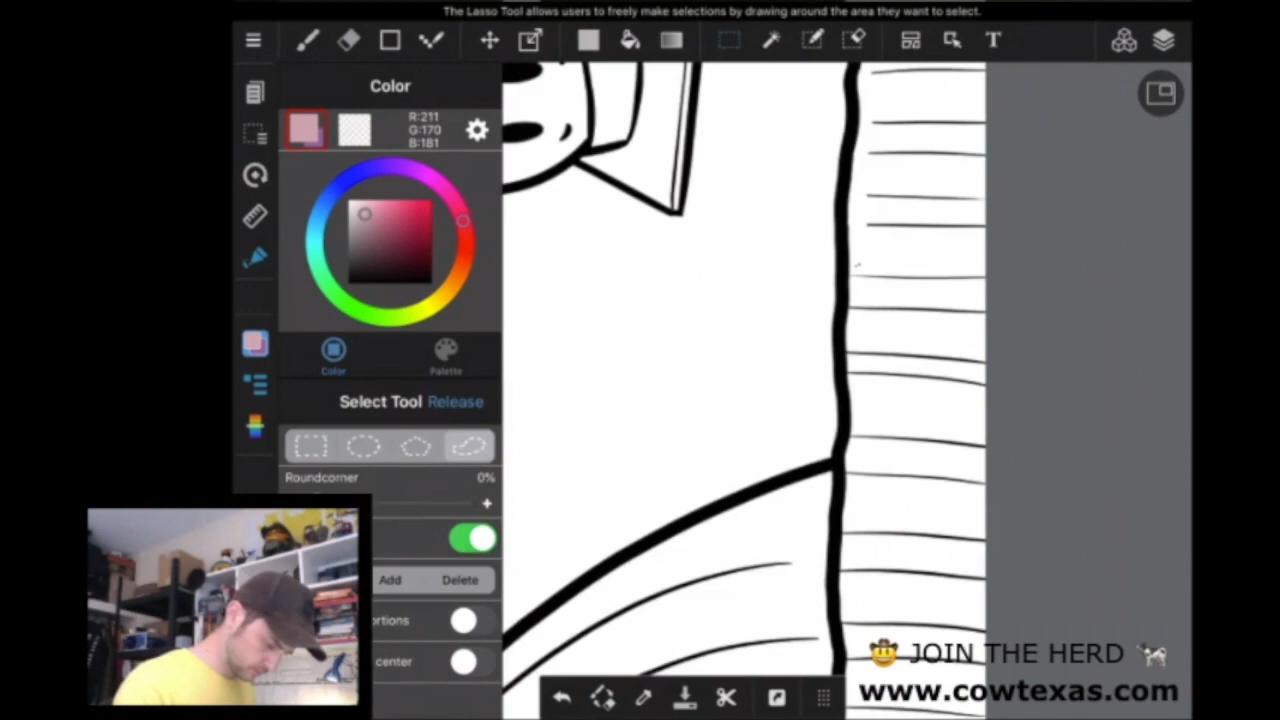 The Lasso Tool allows users to freely make selections by drawing around the area they want to select.
T
Color
R:211
G:170
B:181
Color
Palette
Select Tool Release
Roundcorner 0%
+
Add Delete
ortions
center
🤠 JOIN THE HERD 🐄
www.cowtexas.com